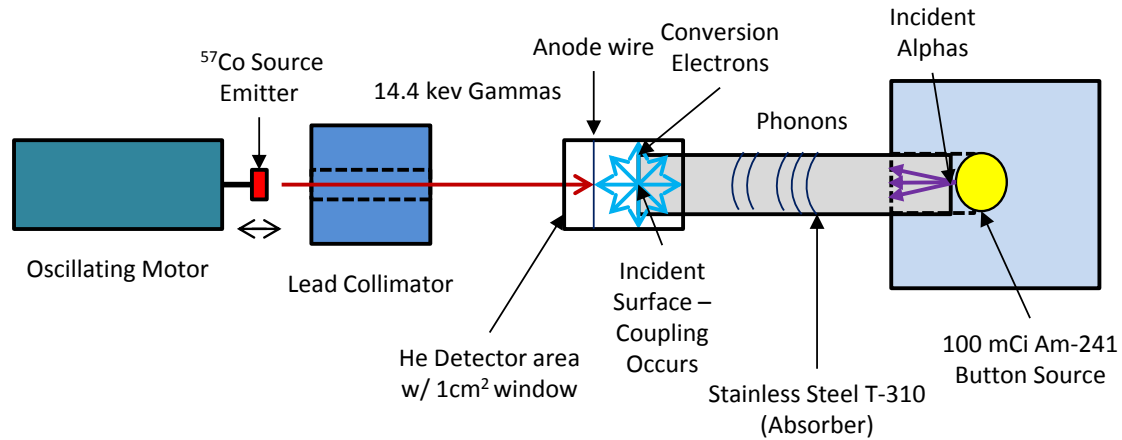 ⁵⁷Co Source
Emitter
14.4 kev Gammas
Anode wire
Conversion
Electrons
Incident
Alphas
Phonons
Oscillating Motor
Lead Collimator
He Detector area
w/ 1cm² window
Incident
Surface –
Coupling
Occurs
Stainless Steel T-310
(Absorber)
100 mCi Am-241
Button Source